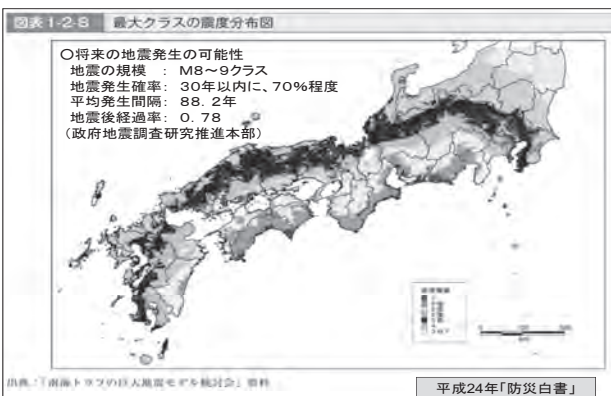 図表1-2-8 最大クラスの震度分布図
○将来の地震発生の可能性
地震の規模 : M8~9クラス
地震発生確率: 30年以内に、70%程度
平均発生間隔: 88.2年
地震後経過率: 0.78
(政府地震調査研究推進本部)
出典:「南海トラフの巨大地震モデル検討会」資料
平成24年「防災白書」